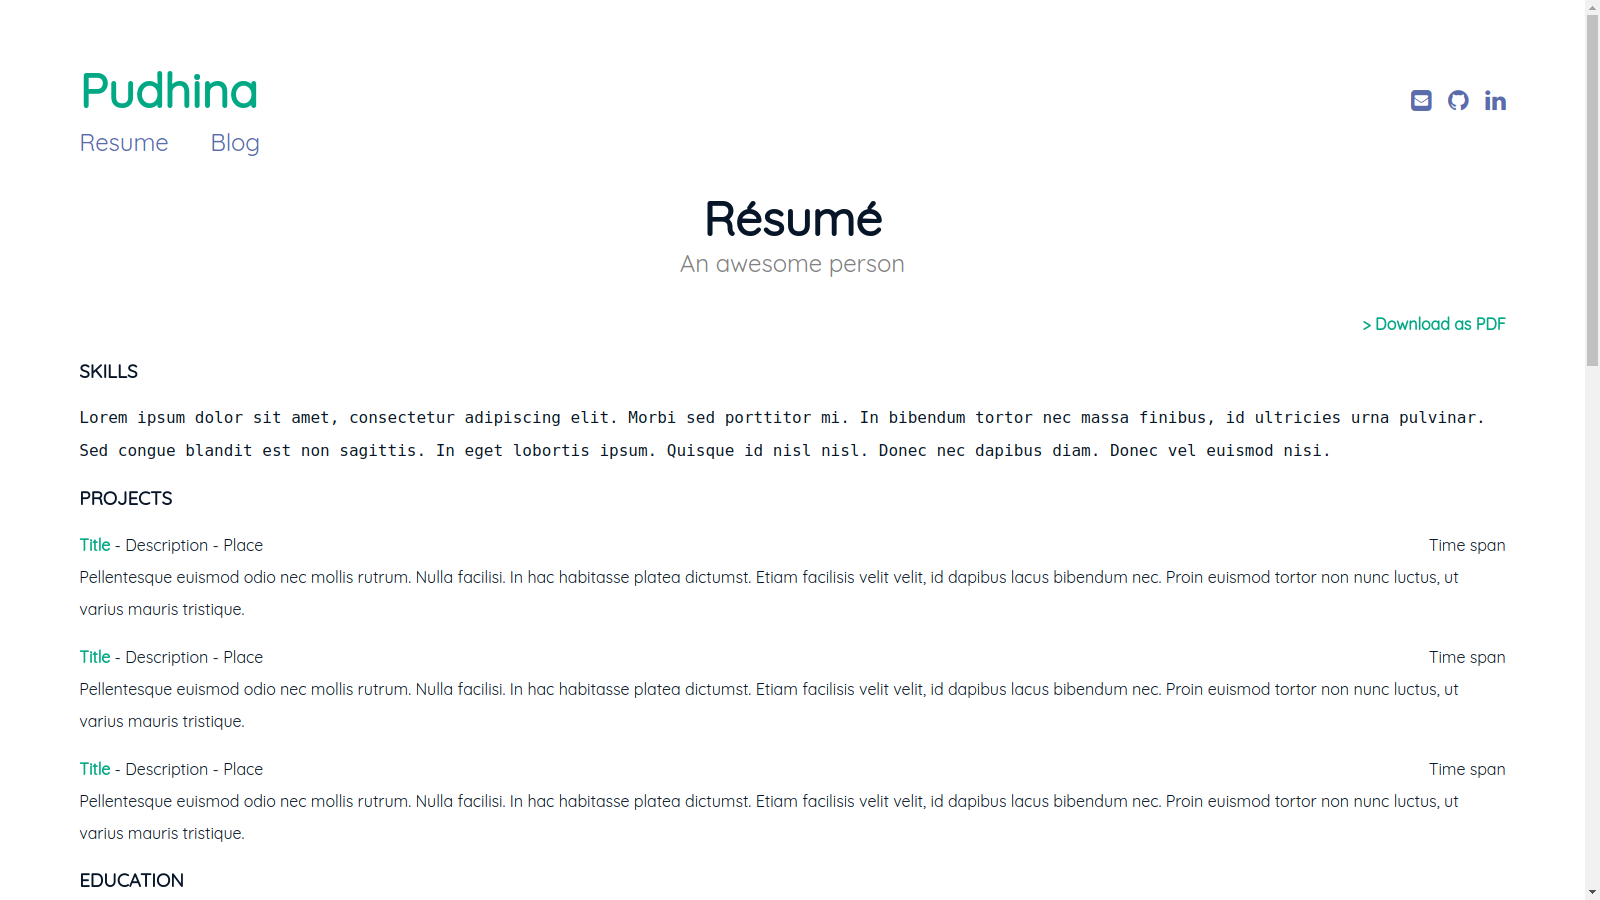 Pudhina
Resume Blog
Résumé
An awesome person
> Download as PDF
SKILLS
Lorem ipsum dolor sit amet, consectetur adipiscing elit. Morbi sed porttitor mi. In bibendum tortor nec massa finibus, id ultricies urna pulvinar.
Sed congue blandit est non sagittis. In eget lobortis ipsum. Quisque id nisl nisl. Donec nec dapibus diam. Donec vel euismod nisi.
PROJECTS
Title - Description - Place Time span
Pellentesque euismod odio nec mollis rutrum. Nulla facilisi. In hac habitasse platea dictumst. Etiam facilisis velit velit, id dapibus lacus bibendum nec. Proin euismod tortor non nunc luctus, ut
varius mauris tristique.
Title - Description - Place Time span
Pellentesque euismod odio nec mollis rutrum. Nulla facilisi. In hac habitasse platea dictumst. Etiam facilisis velit velit, id dapibus lacus bibendum nec. Proin euismod tortor non nunc luctus, ut
varius mauris tristique.
Title - Description - Place Time span
Pellentesque euismod odio nec mollis rutrum. Nulla facilisi. In hac habitasse platea dictumst. Etiam facilisis velit velit, id dapibus lacus bibendum nec. Proin euismod tortor non nunc luctus, ut
varius mauris tristique.
EDUCATION